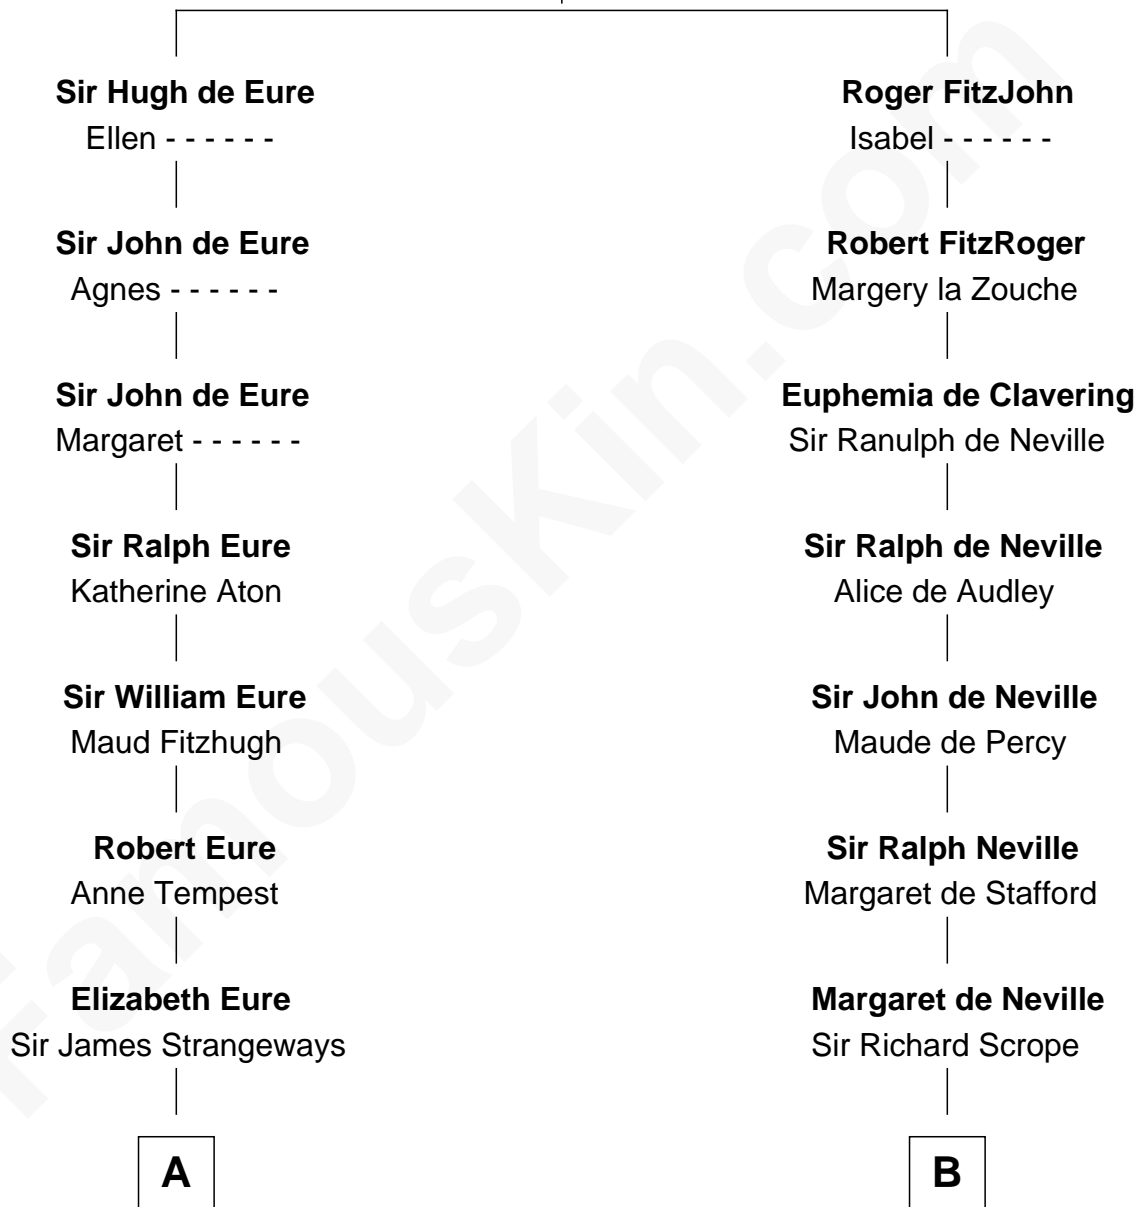 Sir Hugh de Eure
Ellen - - - - - -
Sir John de Eure
Agnes - - - - - -
Sir John de Eure
Margaret - - - - - -
Sir Ralph Eure
Katherine Aton
Sir William Eure
Maud Fitzhugh
Robert Eure
Anne Tempest
Elizabeth Eure
Sir James Strangeways
A
Roger FitzJohn
Isabel - - - - - -
Robert FitzRoger
Margery la Zouche
Euphemia de Clavering
Sir Ranulph de Neville
Sir Ralph de Neville
Alice de Audley
Sir John de Neville
Maude de Percy
Sir Ralph Neville
Margaret de Stafford
Margaret de Neville
Sir Richard Scrope
B
FamousKin.com